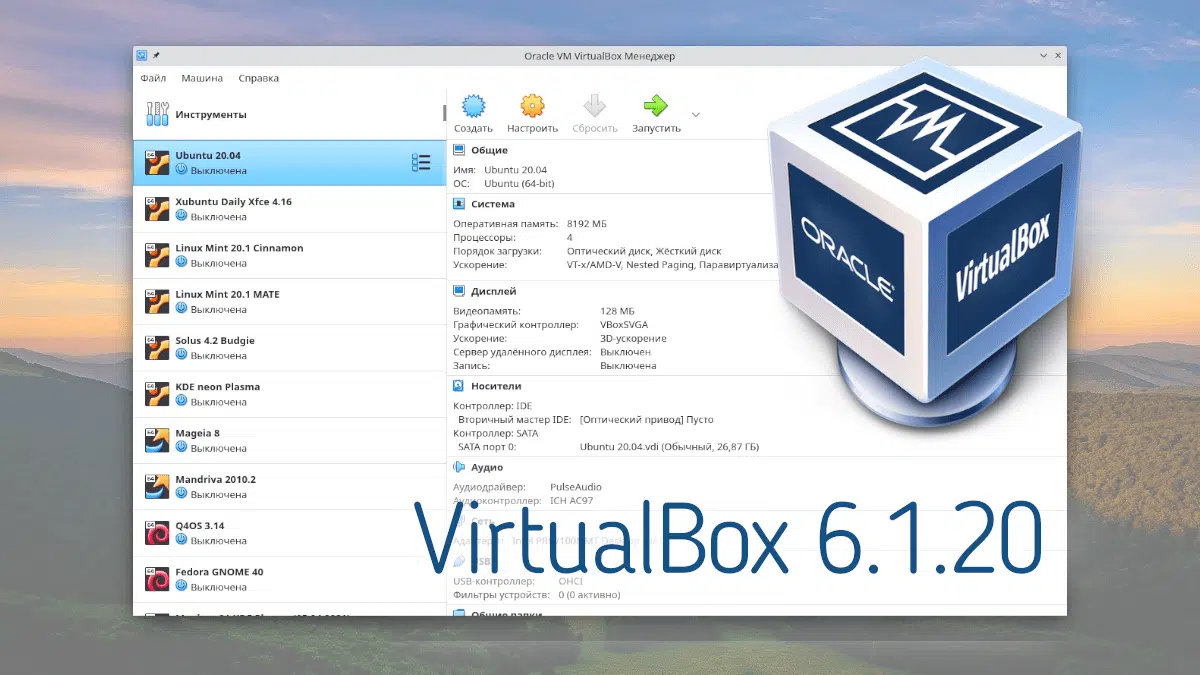 Oracle VM VirtualBox Менеджер
Файл Машина Справка
Инструменты
Создать Настроить Сбросить Запустить
Ubuntu 20.04
Выключена
Xubuntu Daily Xfce 4.16
Выключена
Linux Mint 20.1 Cinnamon
Выключена
Linux Mint 20.1 MATE
Выключена
Solus 4.2 Budgie
Выключена
KDE neon Plasma
Выключена
Mageia 8
Выключена
Mandriva 2010.2
Выключена
Q4OS 3.14
Выключена
Fedora GNOME 40
Выключена
Общие
Имя: Ubuntu 20.04
ОС: Ubuntu (64-bit)
Система
Оперативная память: 8192 МБ
Процессоры: 4
Порядок загрузки: Оптический диск, Жёсткий диск
Ускорение: VT-x/AMD-V, Nested Paging, Паравиртуализа
Дисплей
Видеопамять: 128 МБ
Графический контроллер: VBoxSVGA
Ускорение: 3D-ускорение
Сервер удалённого дисплея: Выключен
Запись: Выключена
Носители
Контроллер: IDE
Вторичный мастер IDE: [Оптический привод] Пусто
Контроллер: SATA
SATA порт 0: Ubuntu 20.04.vdi (Обычный, 26,87 ГБ)
Аудио
Аудиодрайвер: PulseAudio
Аудиоконтроллер: ICH AC97
Сеть
USB
USB-контроллер: OHCI
Фильтры устройств: 0 (0 активно)
Общие папки
ORACLE
VirtualBox
VirtualBox 6.1.20